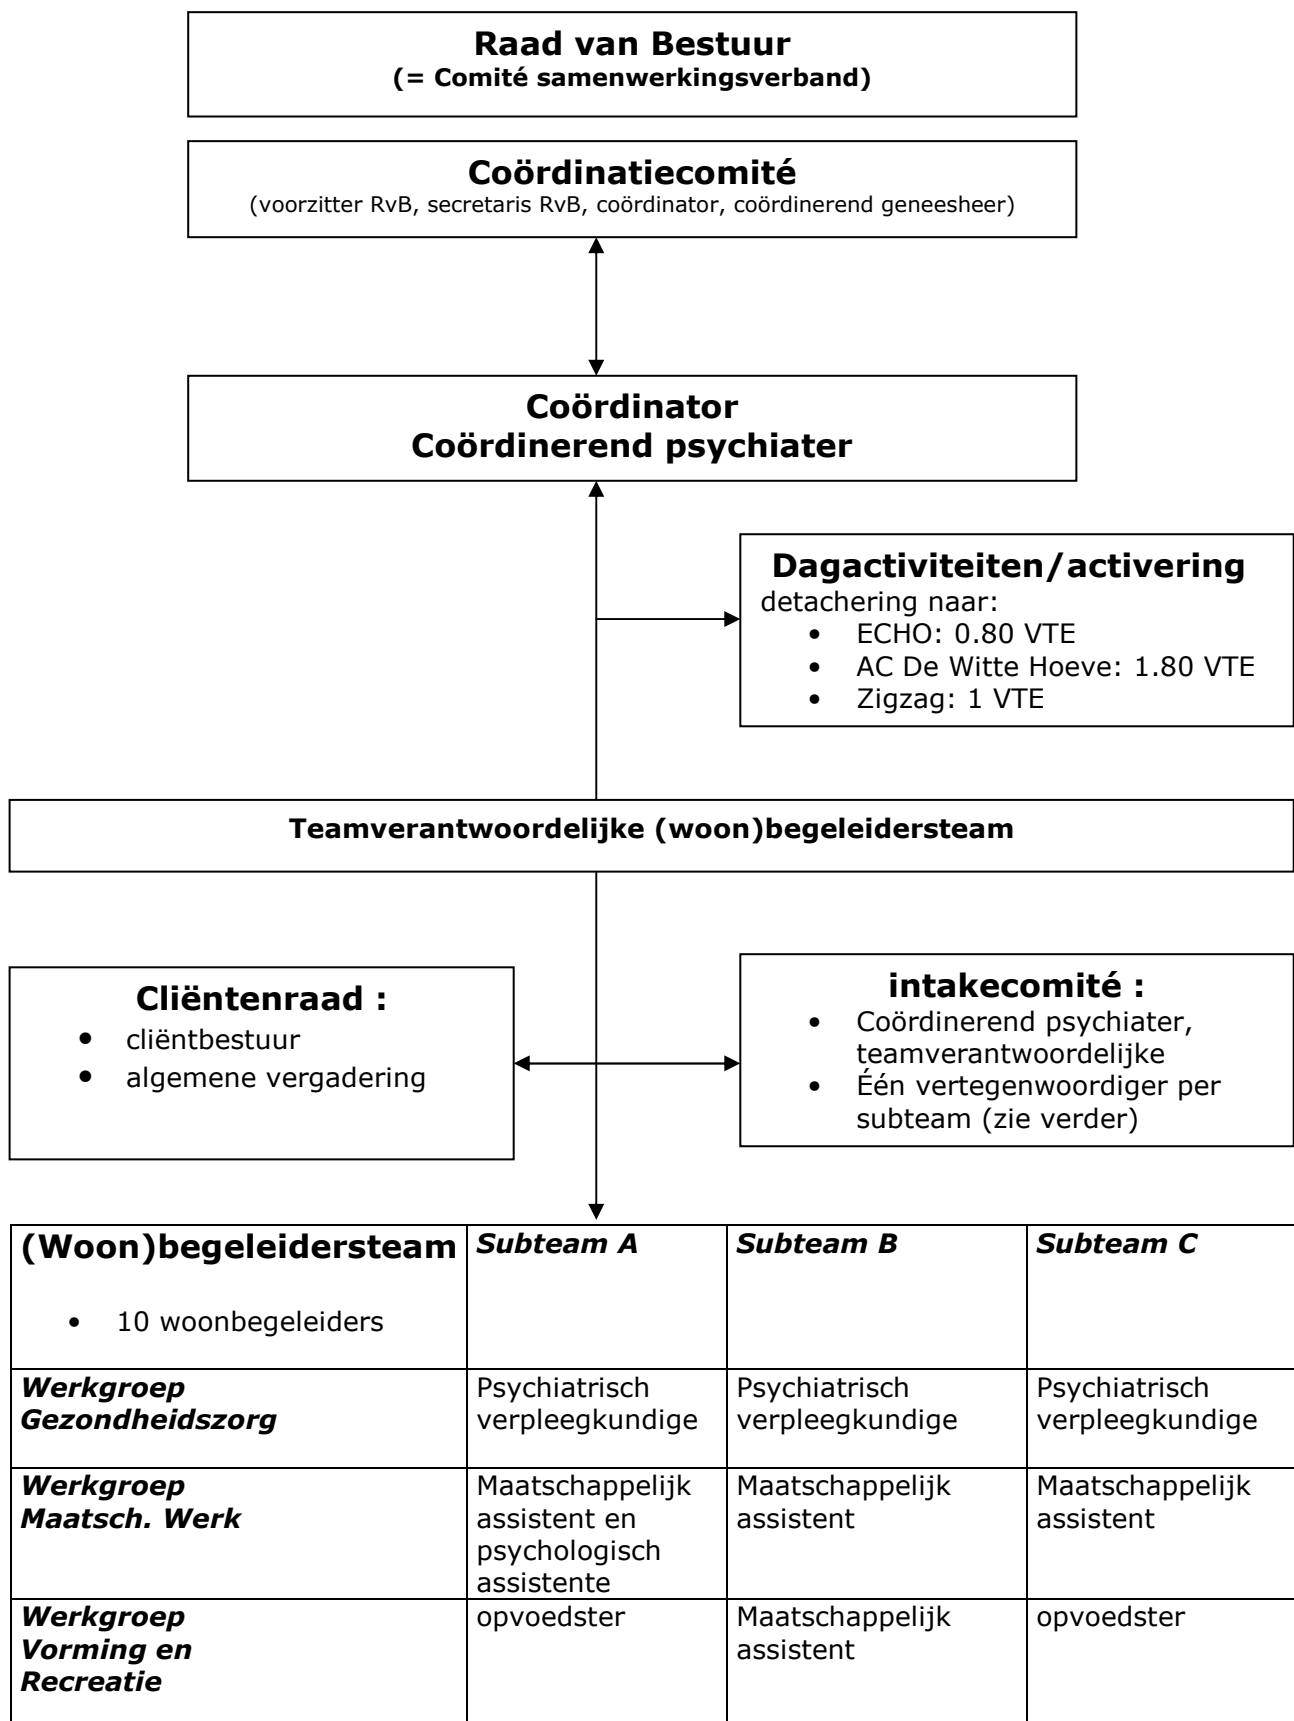 Raad van Bestuur
(= Comité samenwerkingsverband)
Coördinatiecomité
(voorzitter RvB, secretaris RvB, coördinator, coördinerend geneesheer)
Coördinator
Coördinerend psychiater
Dagactiviteiten/activering
detachering naar:
• ECHO: 0.80 VTE
• AC De Witte Hoeve: 1.80 VTE
• Zigzag: 1 VTE
Teamverantwoordelijke (woon)begeleidersteam
Cliëntenraad :
• cliëntbestuur
• algemene vergadering
intakecomité :
• Coördinerend psychiater,
teamverantwoordelijke
• Één vertegenwoordiger per
subteam (zie verder)
(Woon)begeleidersteam
• 10 woonbegeleiders
Subteam A
Subteam B
Subteam C
Werkgroep
Gezondheidszorg
Psychiatrisch
verpleegkundige
Psychiatrisch
verpleegkundige
Psychiatrisch
verpleegkundige
Werkgroep
Maatsch. Werk
Maatschappelijk
assistent en
psychologisch
assistente
Maatschappelijk
assistent
Maatschappelijk
assistent
Werkgroep
Vorming en
Recreatie
opvoedster
Maatschappelijk
assistent
opvoedster